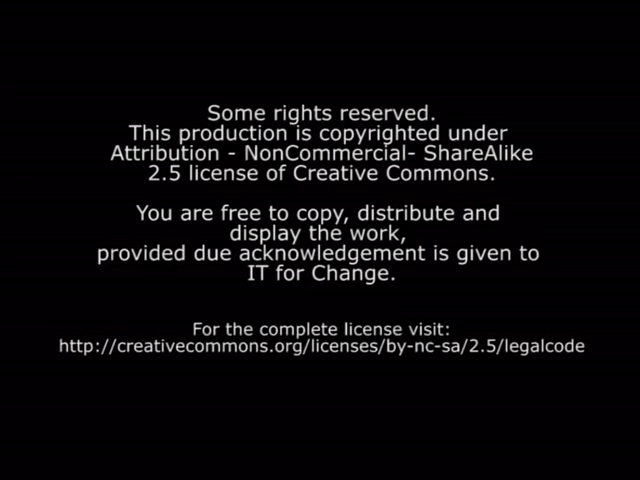 Some rights reserved.
This production is copyrighted under
Attribution - NonCommercial- ShareAlike
2.5 license of Creative Commons.
You are free to copy, distribute and
display the work,
provided due acknowledgement is given to
IT for Change.
For the complete license visit:
http://creativecommons.org/licenses/by-nc-sa/2.5/legalcode